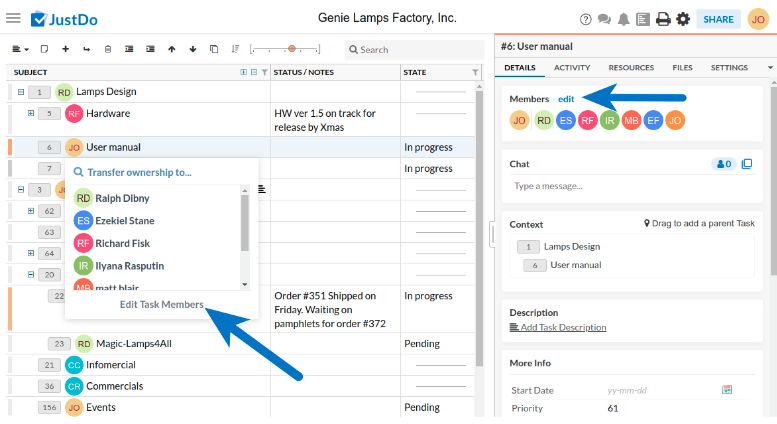 JustDo
Genie Lamps Factory, Inc.
SHARE
JO
Search
#6: User manual
DETAILS ACTIVITY RESOURCES FILES SETTINGS
SUBJECT STATUS / NOTES STATE
1 RD Lamps Design
5 RF Hardware
HW ver 1.5 on track for
release by Xmas
6 JO User manual In progress
7 In progress
3
62
63
64
20
22
Transfer ownership to...
RD Ralph Dibny
ES Ezekiel Stane
RF Richard Fisk
IR Ilyana Rasputin
MB matt blair
Edit Task Members
Order #351 Shipped on
Friday. Waiting on
pamphlets for order #372
In progress
23 RD Magic-Lamps4All Pending
21 CC Infomercial
36 CR Commercials
156 JO Events Pending
Members - edit
JO RD ES RF IR MB EF JO
Chat 0
Type a message...
Context Drag to add a parent Task
1 Lamps Design
6 User manual
Description
Add Task Description
More Info
Start Date yy-mm-dd
Priority 61